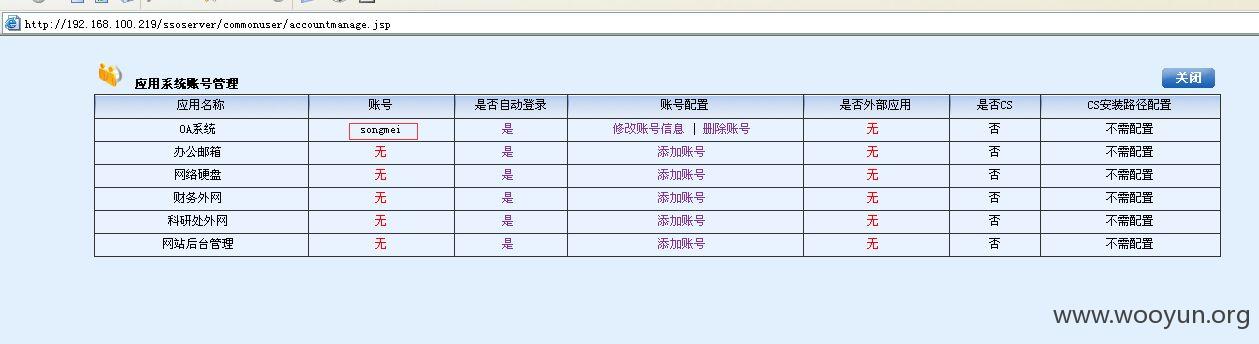 http://192.168.100.219/ssoserver/commonuser/accountmanage.jsp
应用系统账号管理
关闭
应用名称 账号 是否自动登录 账号配置 是否外部应用 是否CS CS安装路径配置
OA系统 songmei 是 修改账号信息 | 删除账号 无 否 不需配置
办公邮箱 无 是 添加账号 无 否 不需配置
网络硬盘 无 是 添加账号 无 否 不需配置
财务外网 无 是 添加账号 无 否 不需配置
科研处外网 无 是 添加账号 无 否 不需配置
网站后台管理 无 是 添加账号 无 否 不需配置
www.wooyun.org